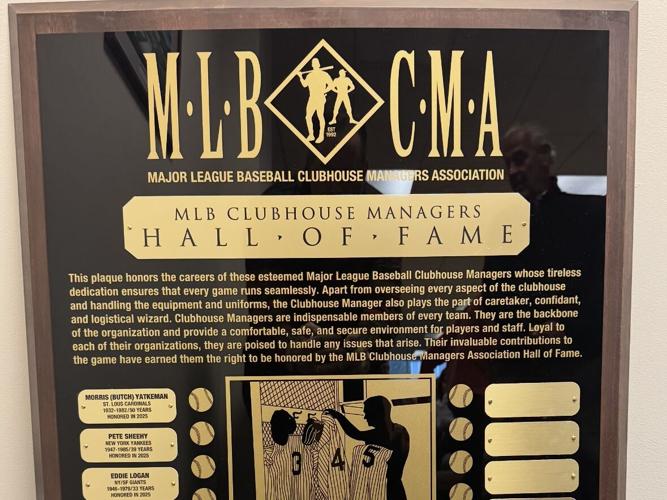 M·L·B C·M·A
EST
1992
MAJOR LEAGUE BASEBALL CLUBHOUSE MANAGERS ASSOCIATION
MLB CLUBHOUSE MANAGERS
HALL · OF · FAME
This plaque honors the careers of these esteemed Major League Baseball Clubhouse Managers whose tireless
dedication ensures that every game runs seamlessly. Apart from overseeing every aspect of the clubhouse
and handling the equipment and uniforms, the Clubhouse Manager also plays the part of caretaker, confidant,
and logistical wizard. Clubhouse Managers are indispensable members of every team. They are the backbone
of the organization and provide a comfortable, safe, and secure environment for players and staff. Loyal to
each of their organizations, they are poised to handle any issues that arise. Their invaluable contributions to
the game have earned them the right to be honored by the MLB Clubhouse Managers Association Hall of Fame.
MORRIS (BUTCH) YATKEMAN
ST. LOUIS CARDINALS
1932-1982/50 YEARS
HONORED IN 2025
PETE SHEEHY
NEW YORK YANKEES
1947-1985/39 YEARS
HONORED IN 2025
EDDIE LOGAN
NY/SF GIANTS
1946-1979/33 YEARS
HONORED IN 2025
3 4 5